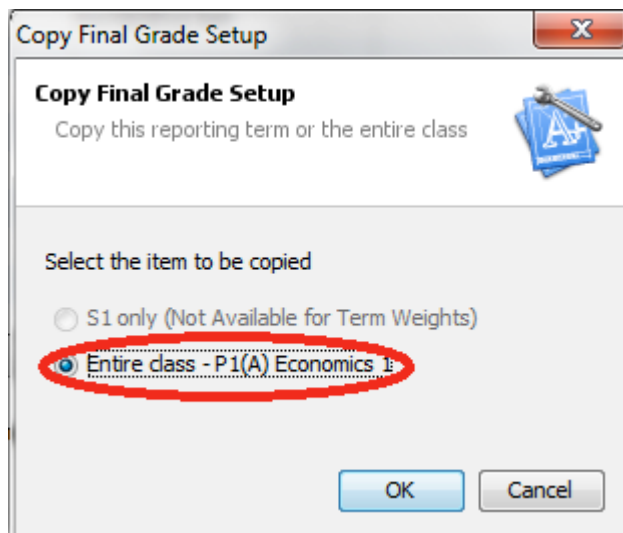 Copy Final Grade Setup
Copy Final Grade Setup
Copy this reporting term or the entire class
A+
Select the item to be copied
S1 only (Not Available for Term Weights)
Entire class - P1(A) Economics 1
OK
Cancel